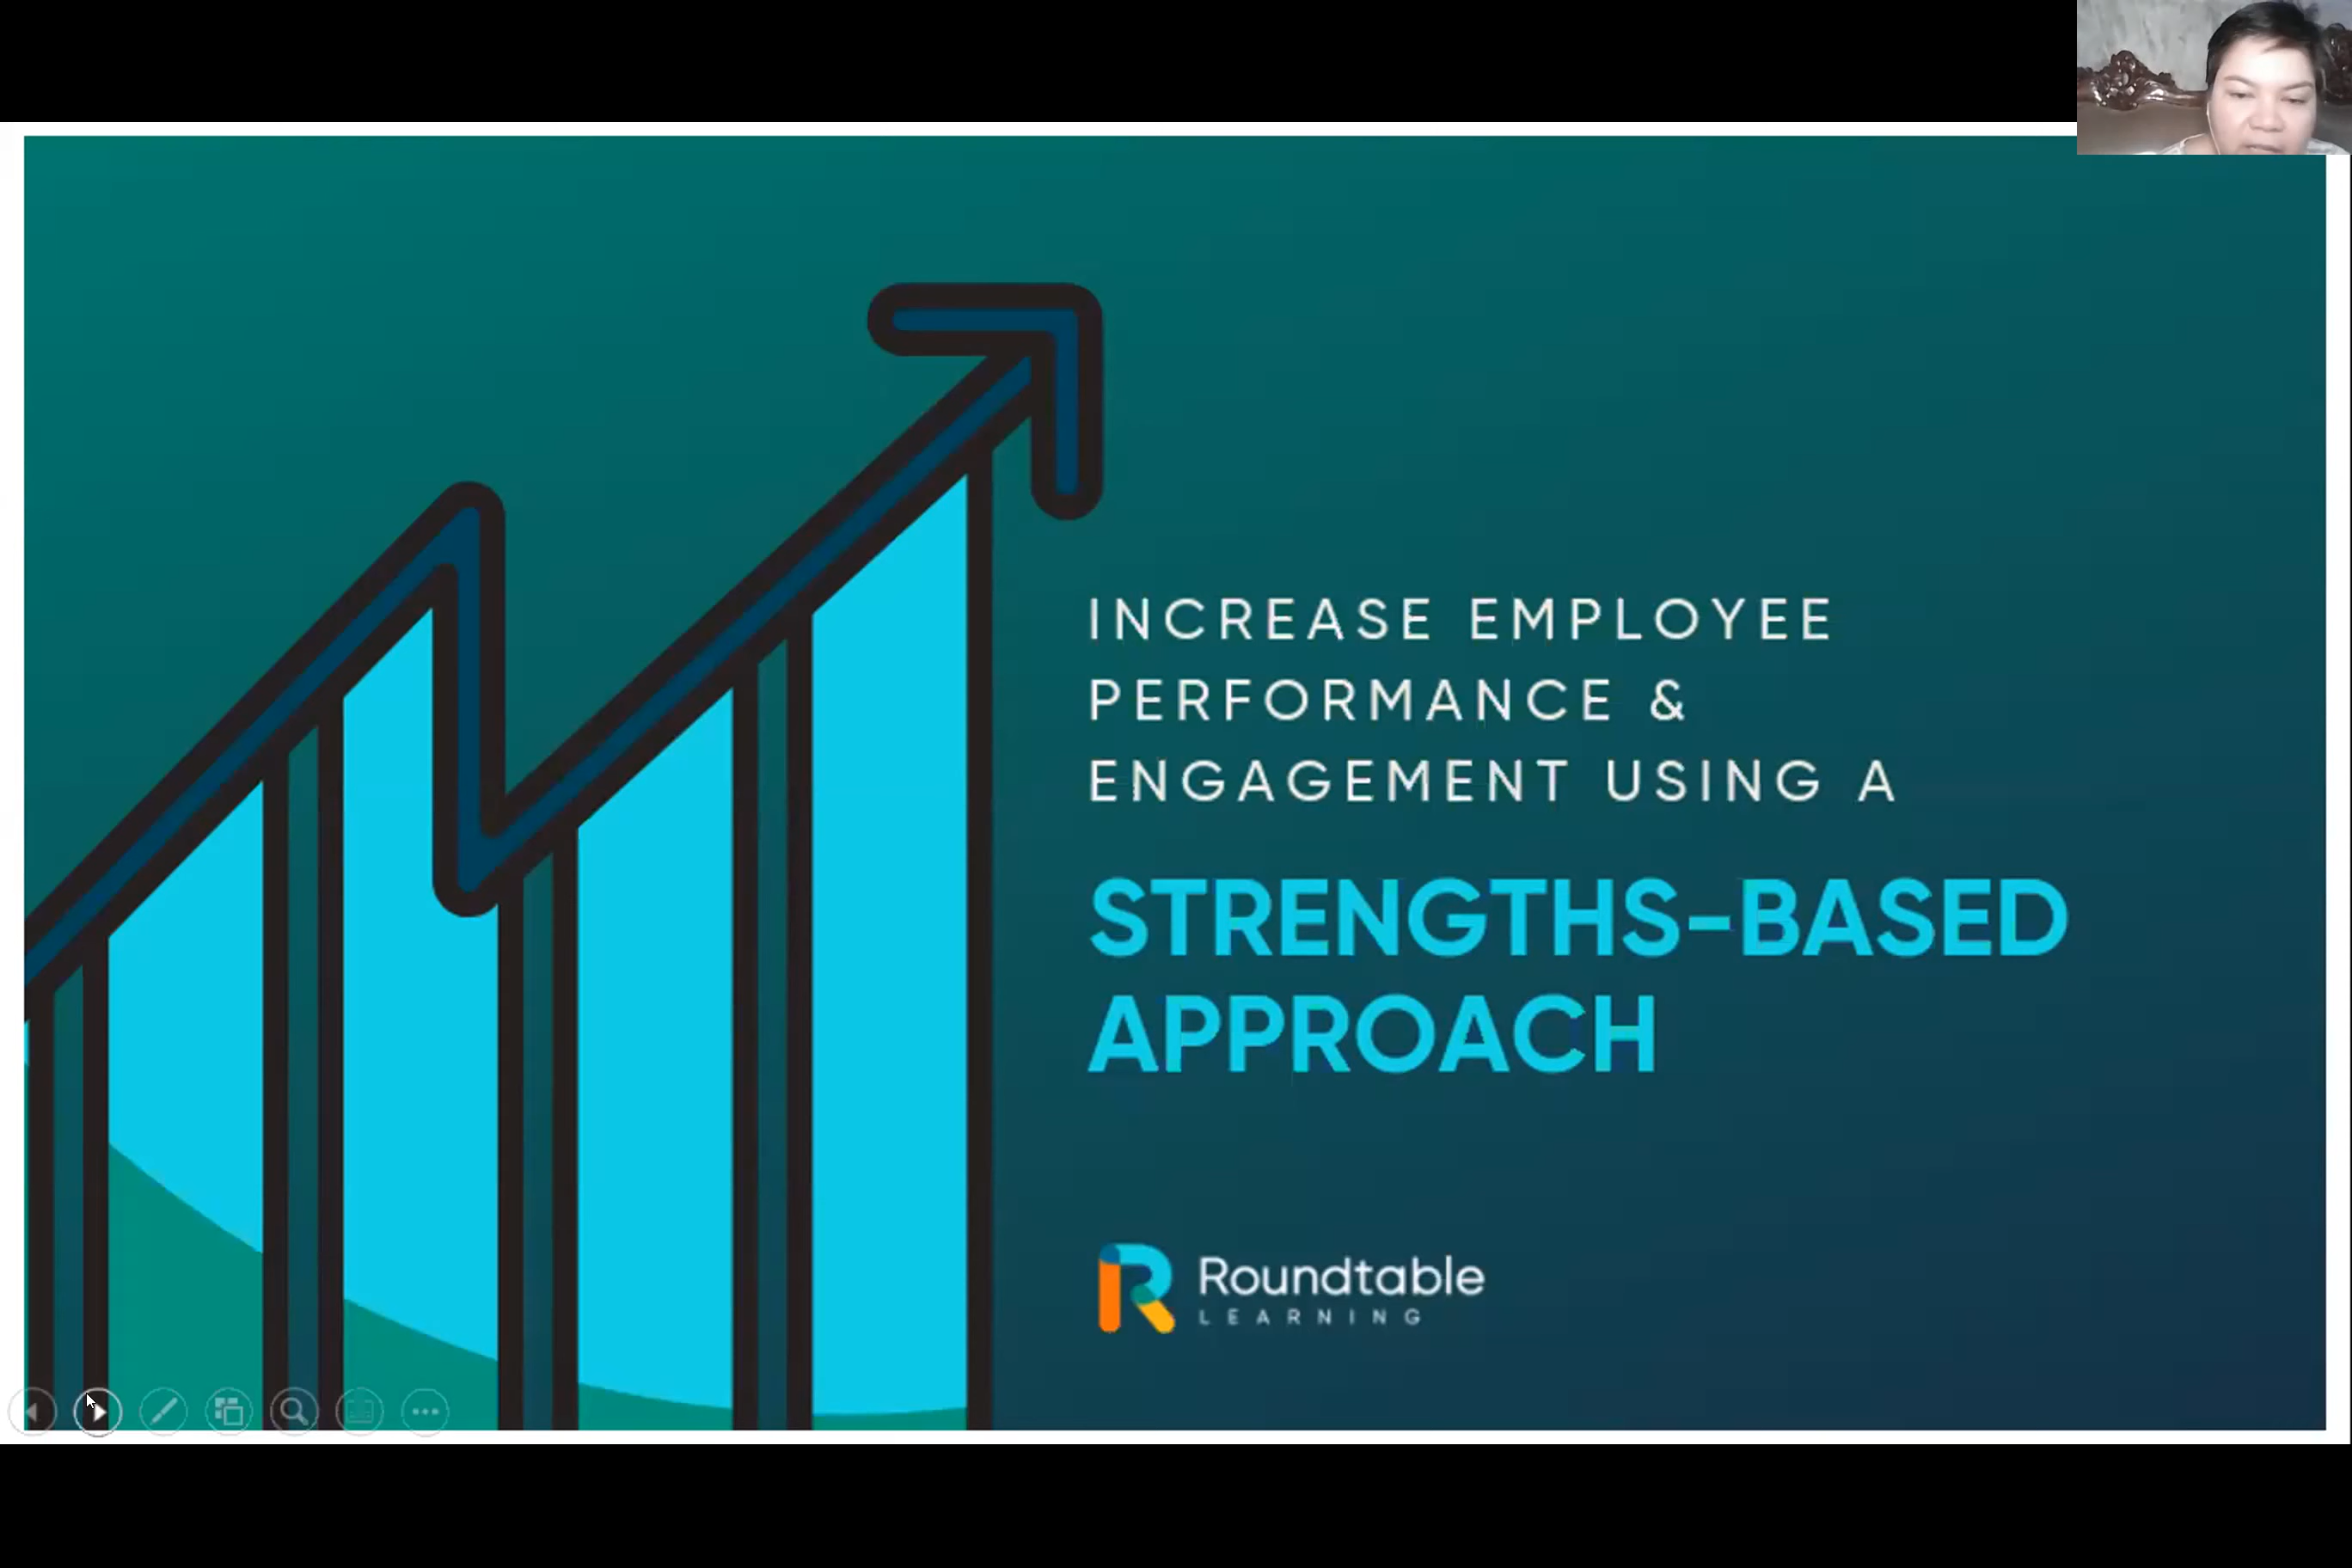 INCREASE EMPLOYEE
PERFORMANCE &
ENGAGEMENT USING A
STRENGTHS-BASED
APPROACH
Roundtable
LEARNING